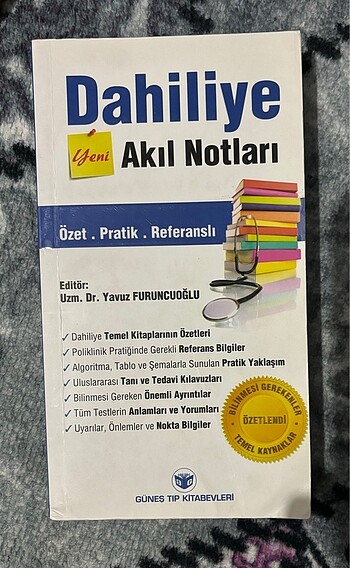 Dahiliye
Yeni
Akıl Notları
Özet . Pratik . Referanslı
Editör:
Uzm. Dr. Yavuz FURUNCUOĞLU
✓ Dahiliye Temel Kitaplarının Özetleri
✓ Poliklinik Pratiğinde Gerekli Referans Bilgiler
✓ Algoritma, Tablo ve Şemalarla Sunulan Pratik Yaklaşım
✓ Uluslararası Tanı ve Tedavi Kılavuzları
✓ Bilinmesi Gereken Önemli Ayrıntılar
✓ Tüm Testlerin Anlamları ve Yorumları
✓ Uyarılar, Önlemler ve Nokta Bilgiler
BİLİNMESİ GEREKENLER
ÖZETLENDİ
TEMEL KAYNAKLAR
GÜNEŞ TIP KİTABEVLERİ